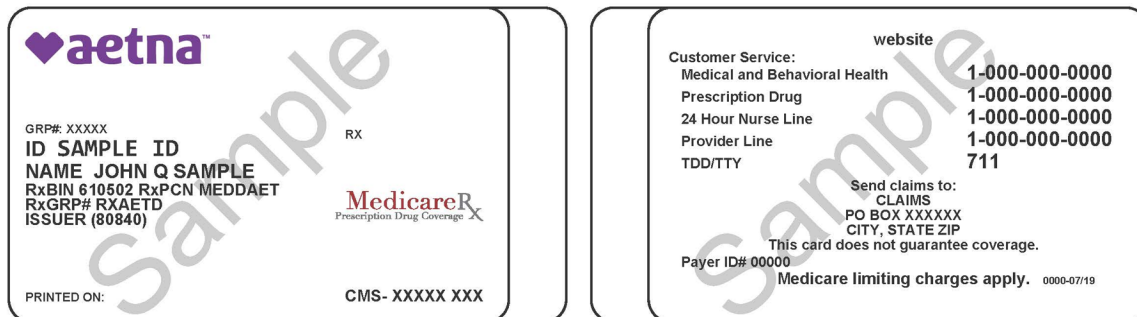 aetna™
GRP#: XXXXX
RX
ID SAMPLE ID
NAME JOHN Q SAMPLE
RxBIN 610502 RxPCN MEDDAET
RxGRP# RXAETD
ISSUER (80840)
MedicareRx
Prescription Drug Coverage
PRINTED ON:
CMS- XXXXX XXX
Sample
website
Customer Service:
Medical and Behavioral Health 1-000-000-0000
Prescription Drug 1-000-000-0000
24 Hour Nurse Line 1-000-000-0000
Provider Line 1-000-000-0000
TDD/TTY 711
Send claims to:
CLAIMS
PO BOX XXXXXX
CITY, STATE ZIP
This card does not guarantee coverage.
Payer ID# 00000
Medicare limiting charges apply. 0000-07/19
Sample